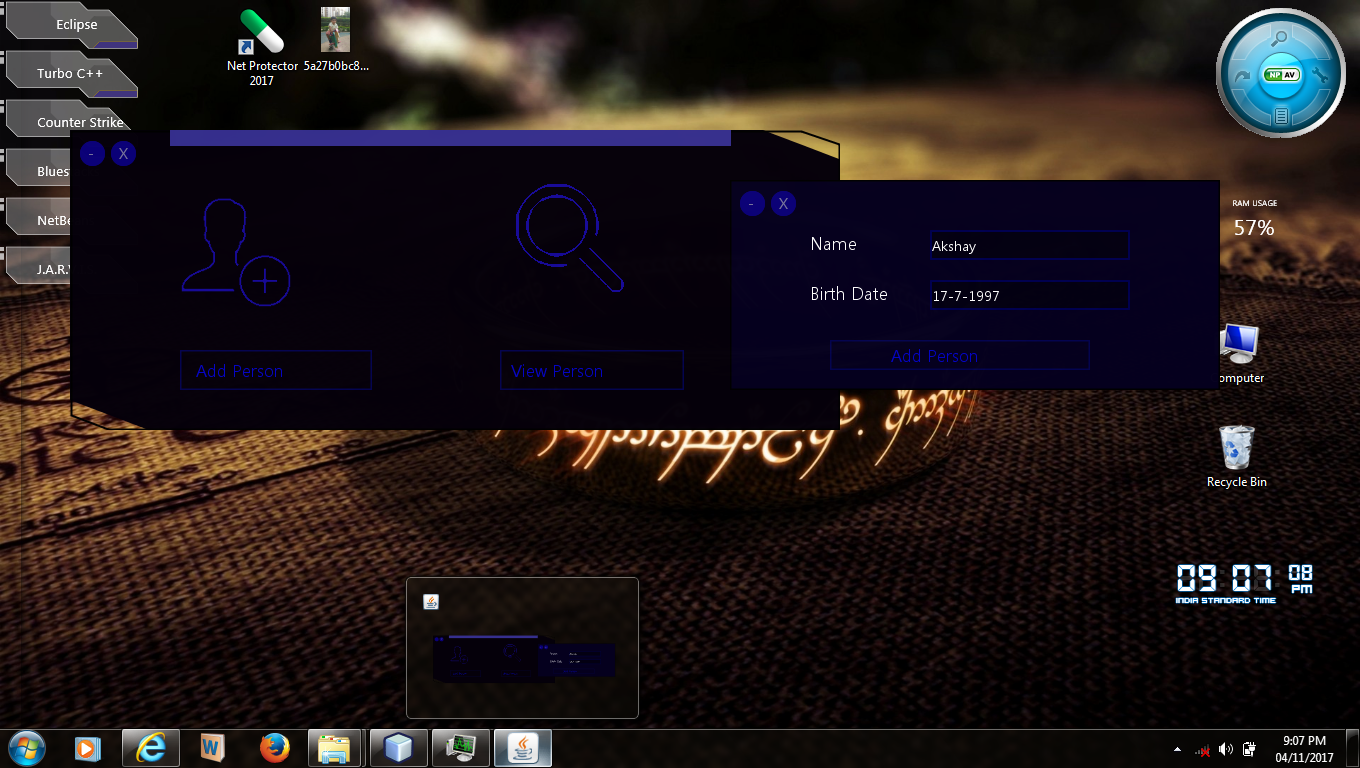 Eclipse
Turbo C++
Counter Strike
Blues
NetBe
J.A.R.
Net Protector
2017
5a27b0bc8...
NP AV
RAM USAGE
57%
- X
Add Person
View Person
- X
Name
Akshay
Birth Date
17-7-1997
Add Person
omputer
Recycle Bin
09 07 08
PM
INDIA STANDARD TIME
9:07 PM
04/11/2017